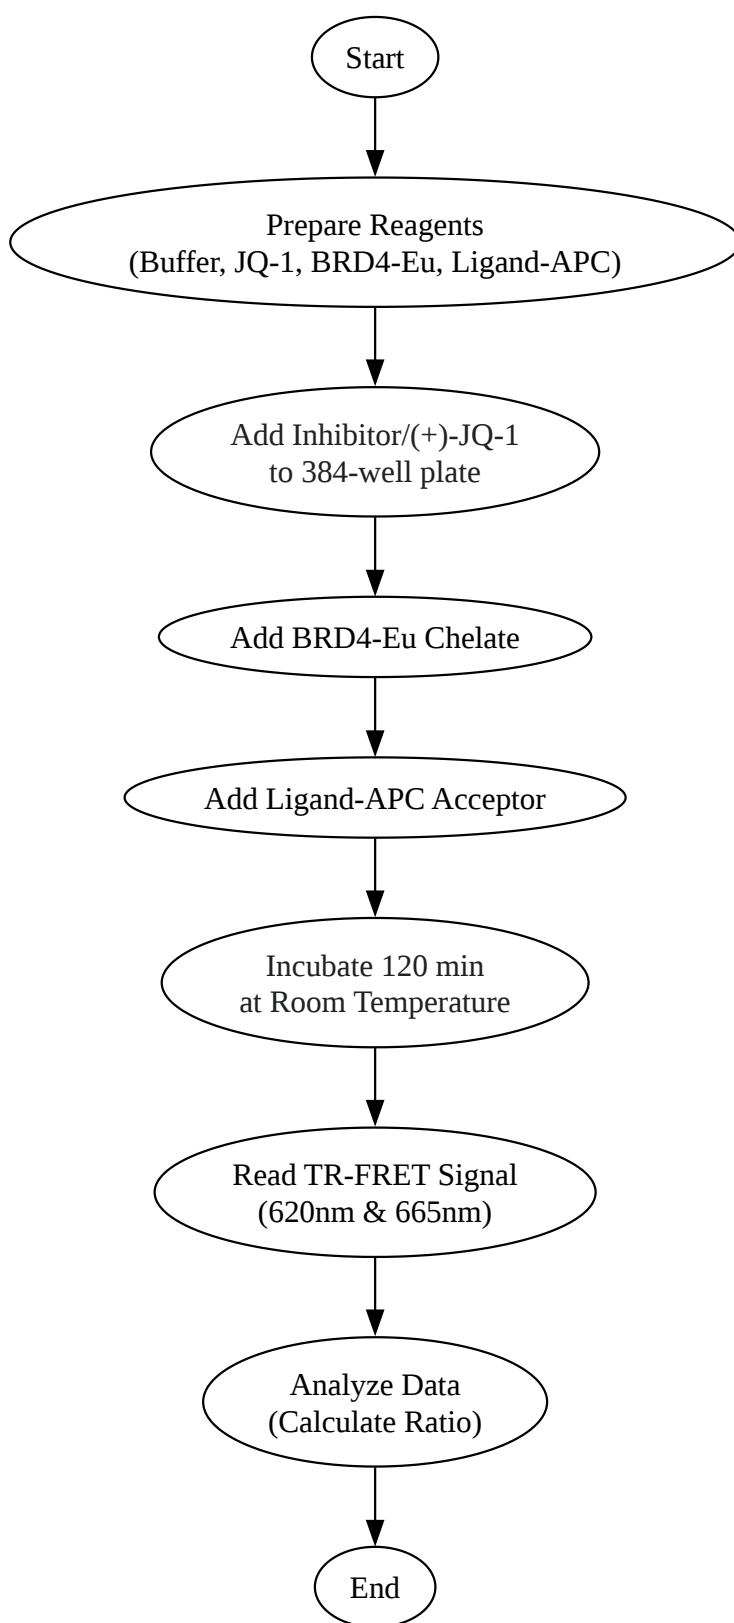 Start
Prepare Reagents
(Buffer, JQ-1, BRD4-Eu, Ligand-APC)
Add Inhibitor/(+)-JQ-1
to 384-well plate
Add BRD4-Eu Chelate
Add Ligand-APC Acceptor
Incubate 120 min
at Room Temperature
Read TR-FRET Signal
(620nm & 665nm)
Analyze Data
(Calculate Ratio)
End